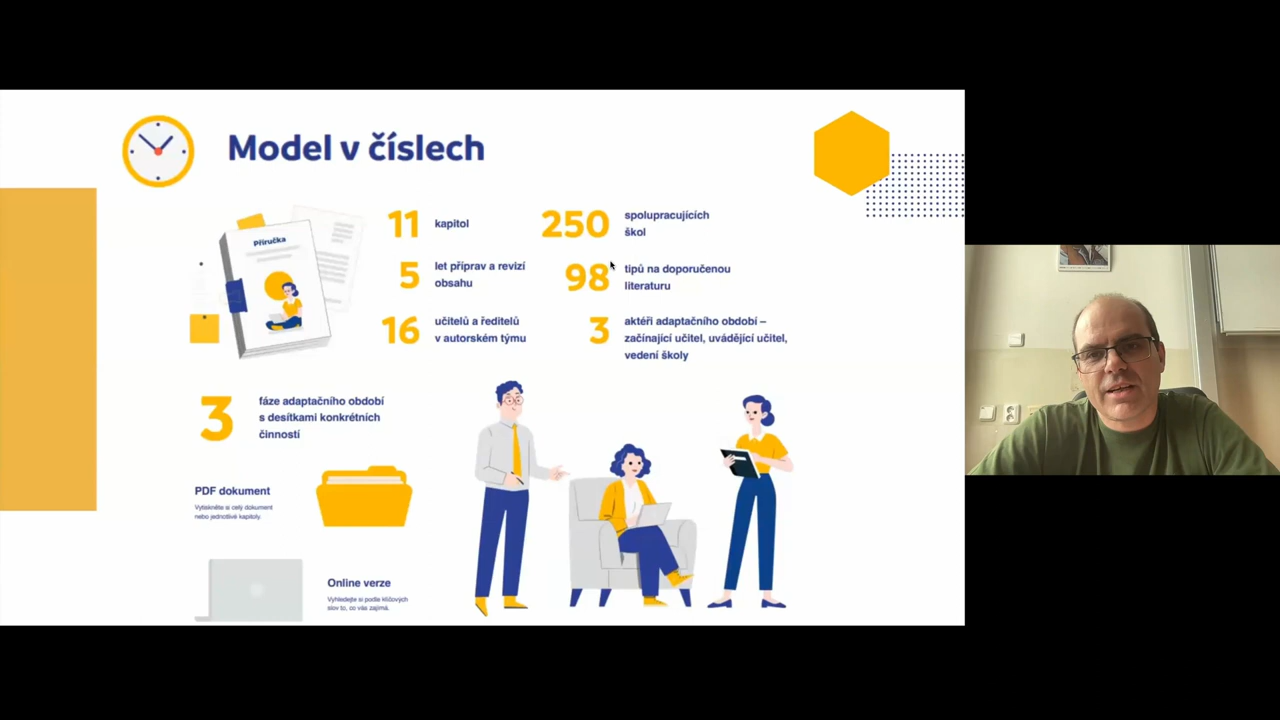 Model v číslech
Příručka
11 kapitol
250 spolupracujících
škol
5 let příprav a revizí
obsahu
98 tipů na doporučenou
literaturu
16 učitelů a ředitelů
v autorském týmu
3 aktéři adaptačního období –
začínající učitel, uvádějící učitel,
vedení školy
3 fáze adaptačního období
s desítkami konkrétních
činností
PDF dokument
Vytiskněte si celý dokument
nebo jednotlivé kapitoly.
Online verze
Vyhledejte si podle klíčových
slov to, co vás zajímá.